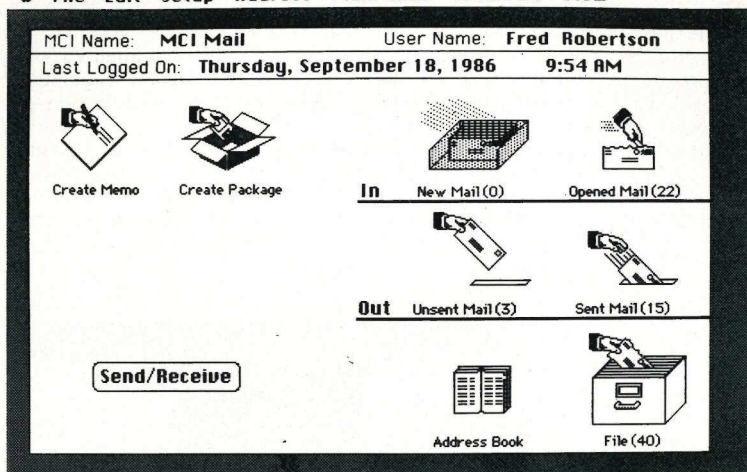 MCI Name: MCI Mail User Name: Fred Robertson
Last Logged On: Thursday, September 18, 1986 9:54 AM
Create Memo Create Package In New Mail (0) Opened Mail (22)
Out Unsent Mail (3) Sent Mail (15)
Send/Receive
Address Book File (40)